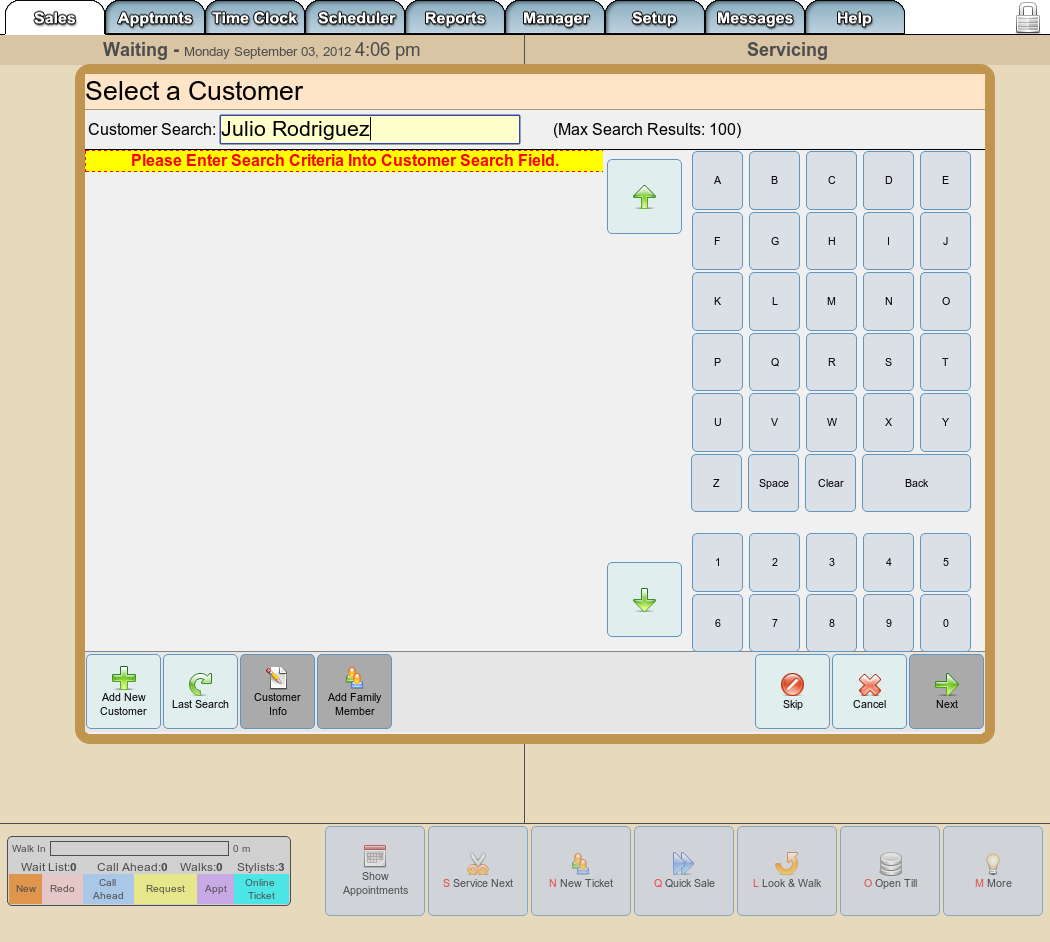 Sales Apptmnts Time Clock Scheduler Reports Manager Setup Messages Help
Waiting - Monday September 03, 2012 4:06 pm
Servicing
Select a Customer
Customer Search: Julio Rodriguez (Max Search Results: 100)
Please Enter Search Criteria Into Customer Search Field.
A B C D E
F G H I J
K L M N O
P Q R S T
U V W X Y
Z Space Clear Back
1 2 3 4 5
6 7 8 9 0
Add New
Customer
Last Search
Customer
Info
Add Family
Member
Skip
Cancel
Next
Walk In 0 m
Wait List:0 Call Ahead:0 Walks:0 Stylists:3
New
Redo
Call
Ahead
Request
Appt
Online
Ticket
Show
Appointments
S Service Next
N New Ticket
Q Quick Sale
L Look & Walk
O Open Till
M More